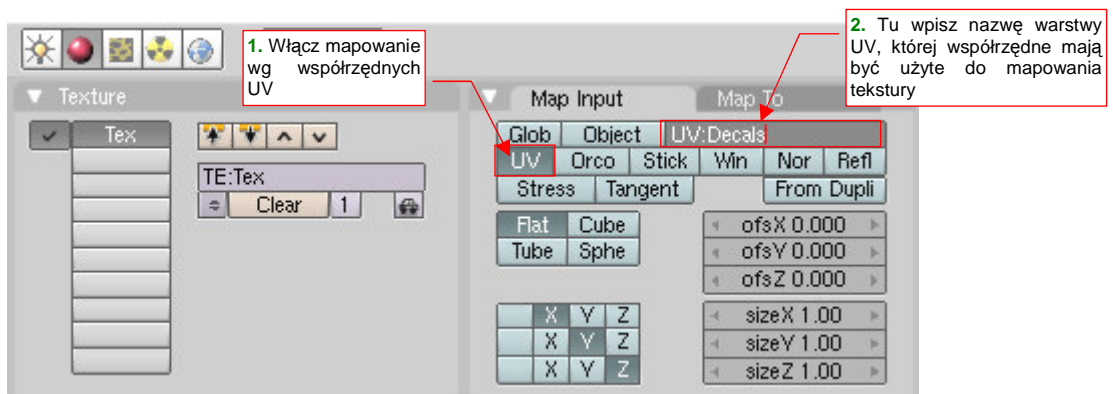 1. Włącz mapowanie
wg współrzędnych
UV
2. Tu wpisz nazwę warstwy
UV, której współrzędne mają
być użyte do mapowania
tekstury
Texture
Tex
TE:Tex
Clear 1
Map Input Map To
Glob Object UV:Decals
UV Orco Stick Win Nor Refl
Stress Tangent From Dupli
Flat Cube ofsX 0.000
Tube Sphe ofsY 0.000
ofsZ 0.000
X Y Z sizeX 1.00
X Y Z sizeY 1.00
X Y Z sizeZ 1.00